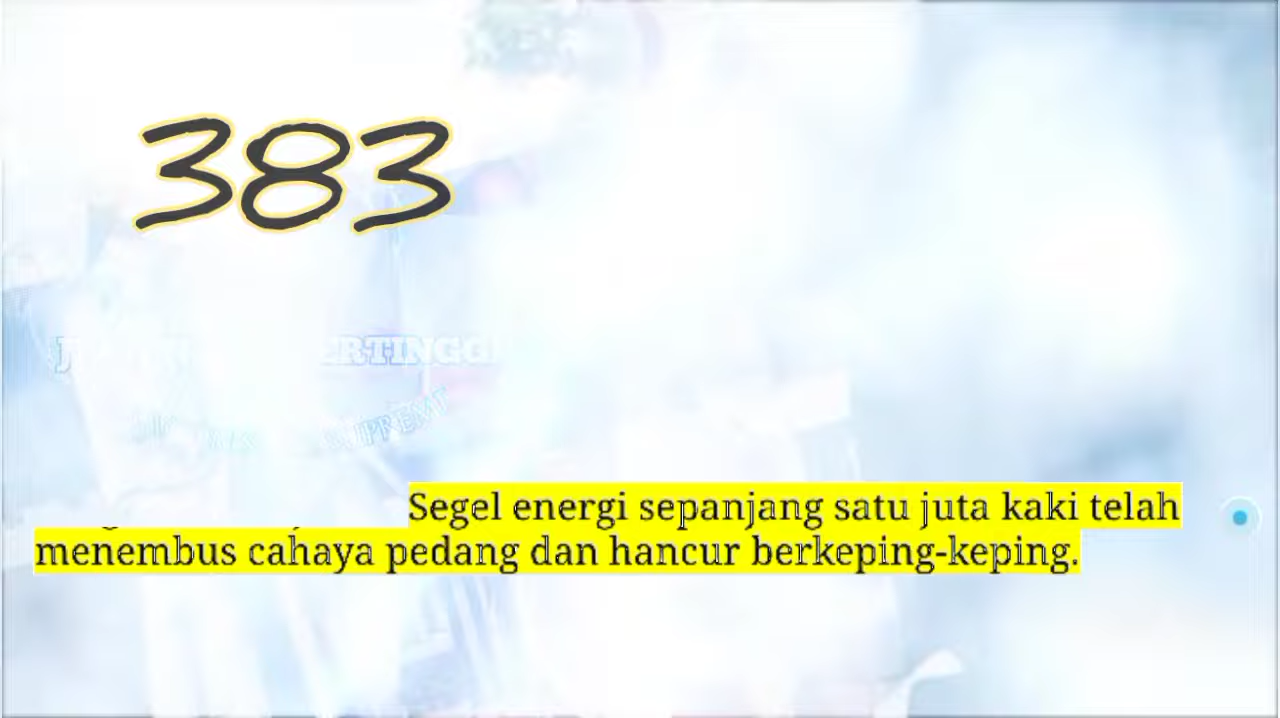 383
Segel energi sepanjang satu juta kaki telah
menembus cahaya pedang dan hancur berkeping-keping.